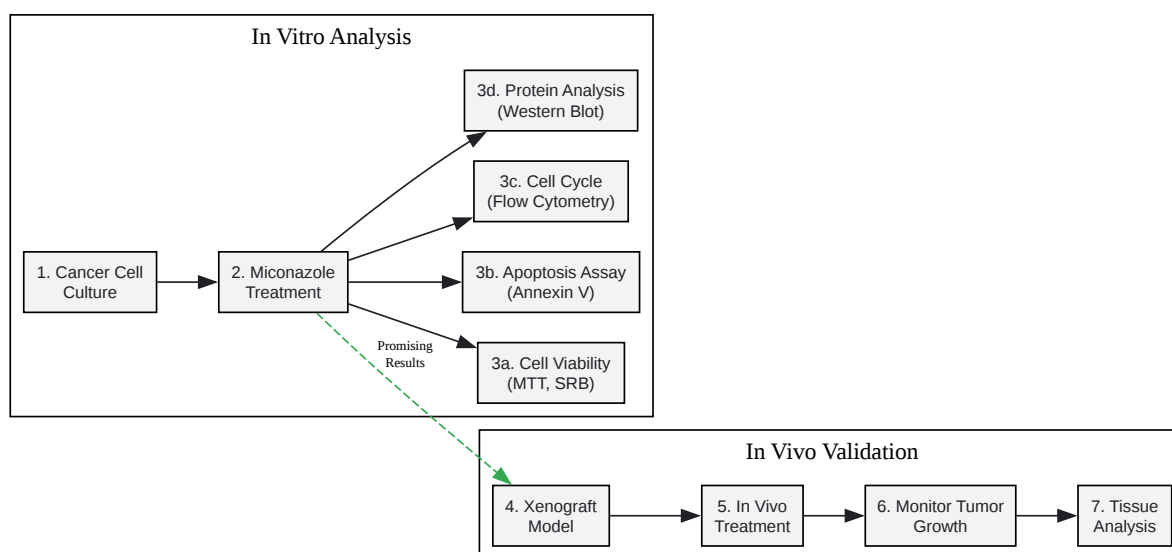 In Vitro Analysis
3d. Protein Analysis
(Western Blot)
3c. Cell Cycle
(Flow Cytometry)
1. Cancer Cell
Culture
2. Miconazole
Treatment
3b. Apoptosis Assay
(Annexin V)
Promising
Results
3a. Cell Viability
(MTT, SRB)
In Vivo Validation
4. Xenograft
Model
5. In Vivo
Treatment
6. Monitor Tumor
Growth
7. Tissue
Analysis